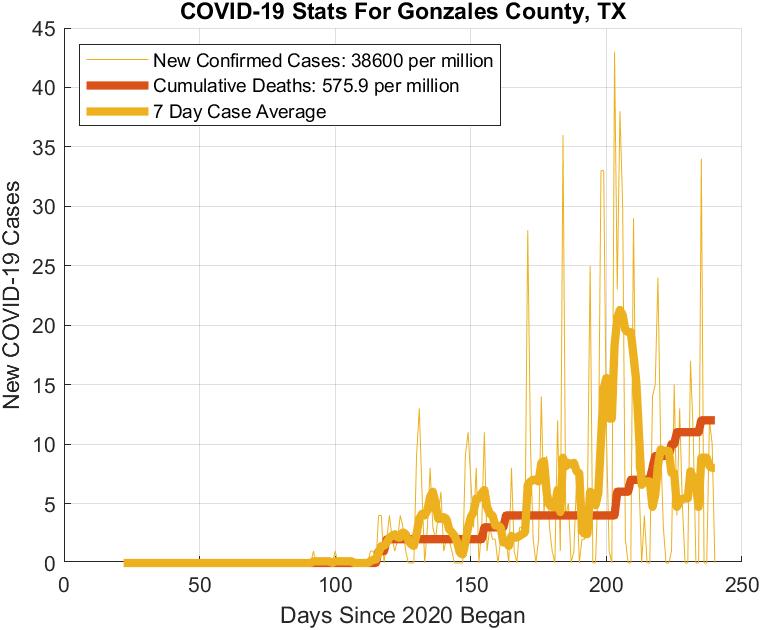 COVID-19 Stats For Gonzales County, TX
45
40
35
30
25
20
15
10
5
0
New COVID-19 Cases
New Confirmed Cases: 38600 per million
Cumulative Deaths: 575.9 per million
7 Day Case Average
0 50 100 150 200 250
Days Since 2020 Began